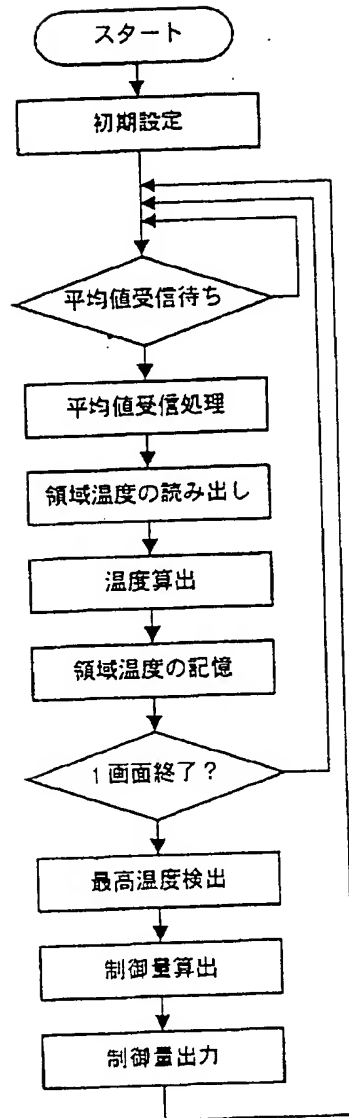 スタート
初期設定
平均値受信待ち
平均値受信処理
領域温度の読み出し
温度算出
領域温度の記憶
1画面終了?
最高温度検出
制御量算出
制御量出力